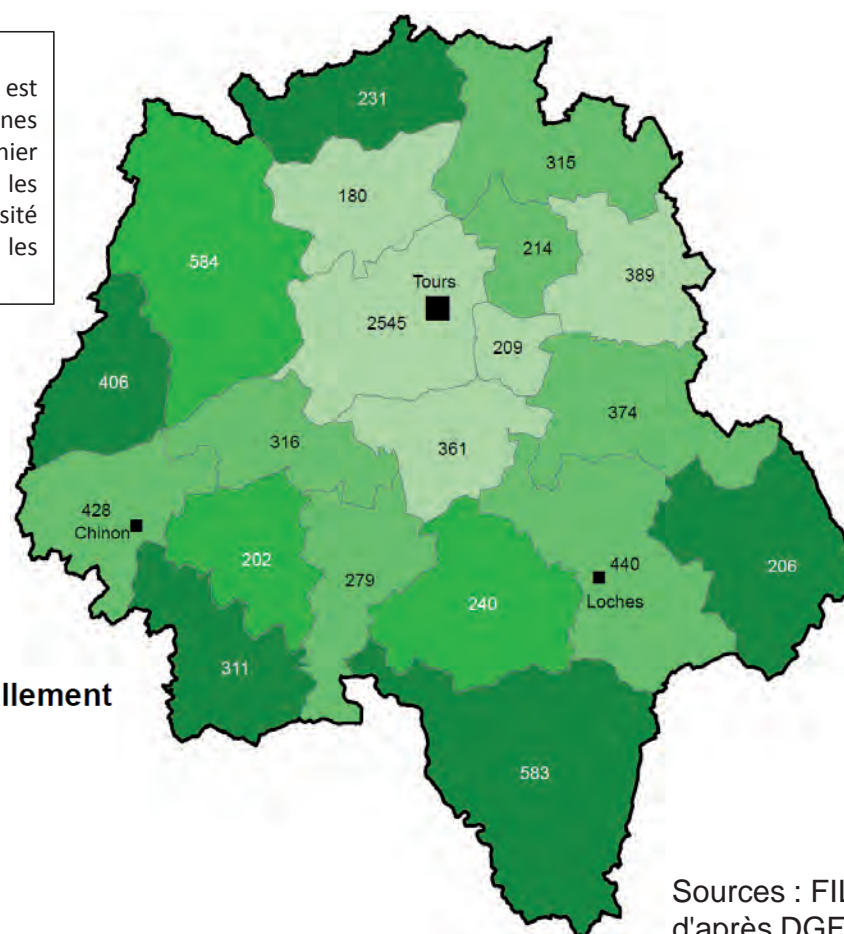 est
nes
nier
les
sité
les
231
315
180
214
584
389
Tours
2545
209
406
374
316
361
428
Chinon
202
279
440
206
240
Loches
311
llement
583
Sources : FIL
d'après DGF